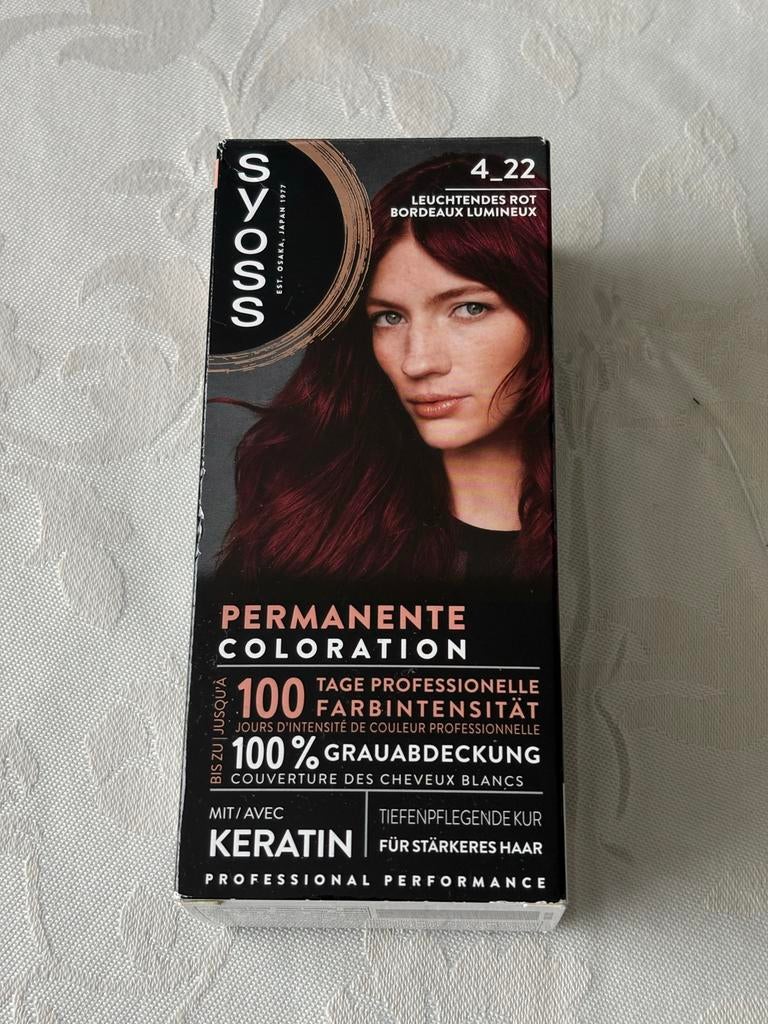 syoss
EST. OSAKA, JAPAN 1977
4_22
LEUCHTENDES ROT
BORDEAUX LUMINEUX
PERMANENTE
COLORATION
BIS ZU | JUSQU'À
100 TAGE PROFESSIONELLE
FARBINTENSITÄT
JOURS D'INTENSITÉ DE COULEUR PROFESSIONNELLE
100 % GRAUABDECKUNG
COUVERTURE DES CHEVEUX BLANCS
MIT / AVEC
KERATIN
TIEFENPFLEGENDE KUR
FÜR STÄRKERES HAAR
PROFESSIONAL PERFORMANCE